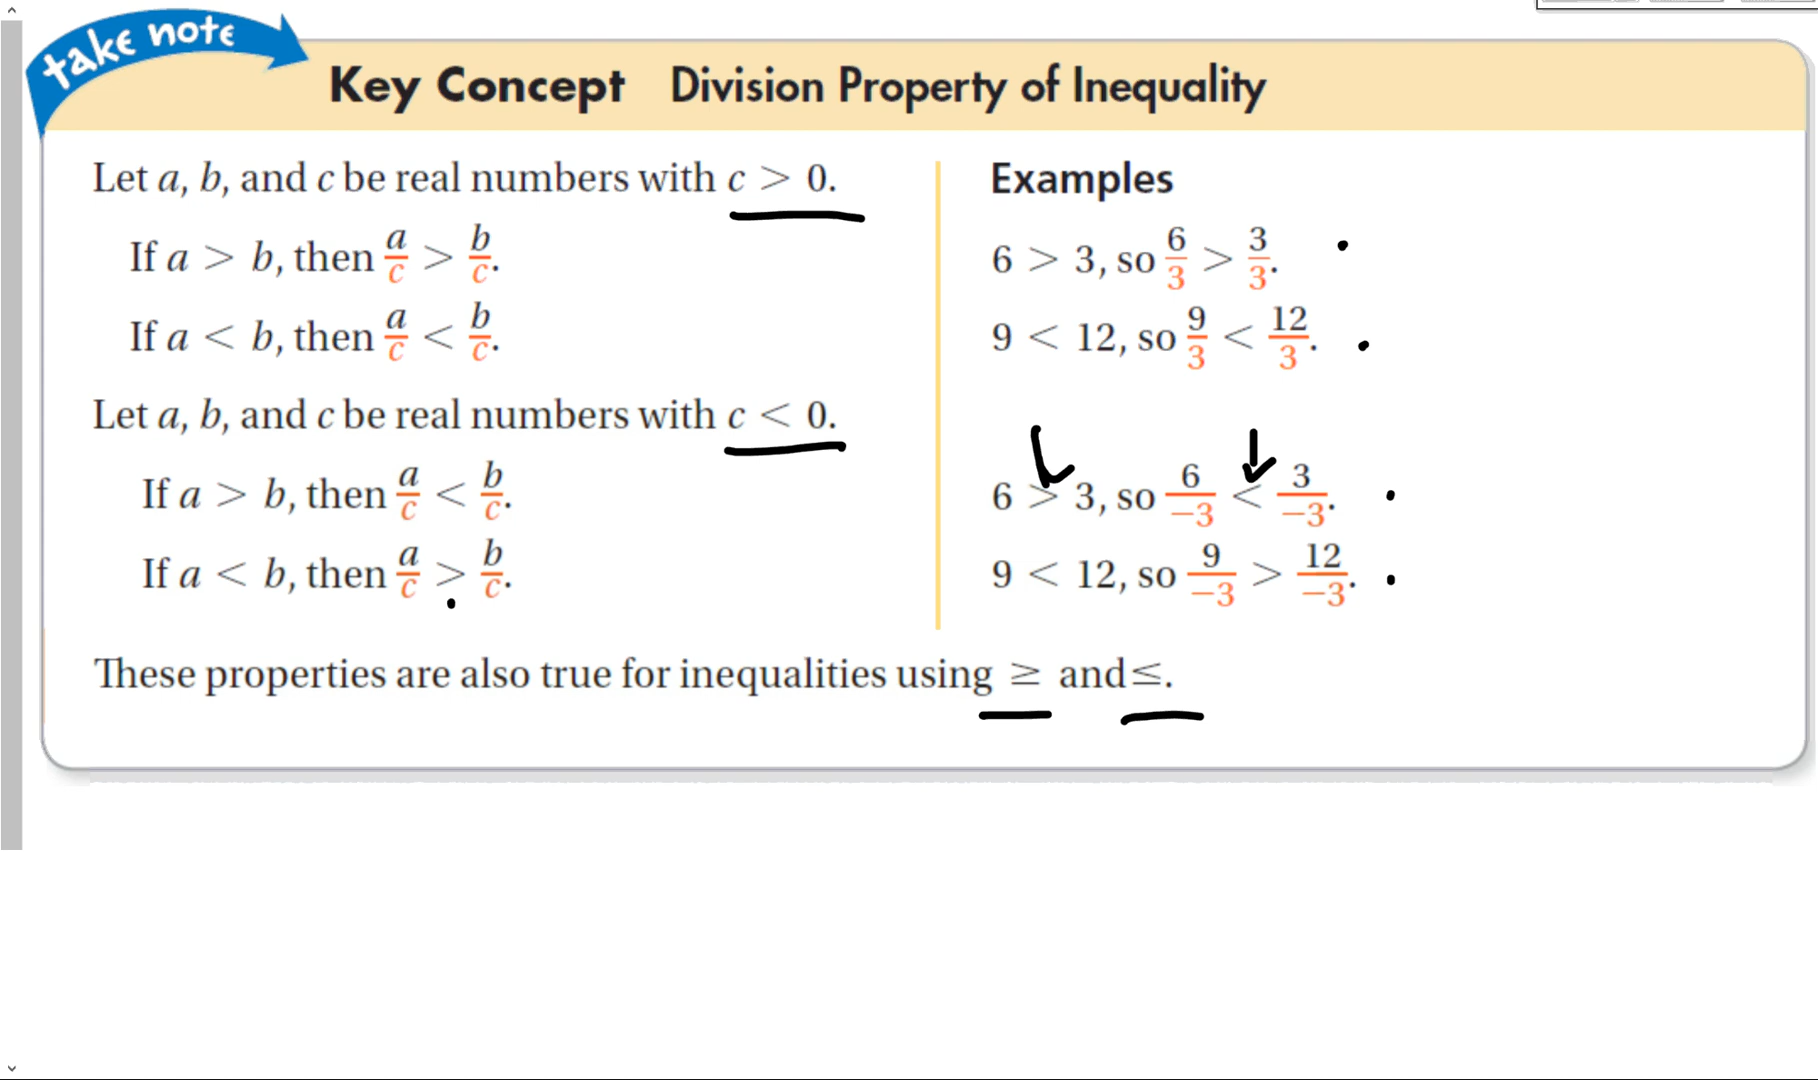 take note
Key Concept Division Property of Inequality
Let a, b, and c be real numbers with c > 0.
If a > b, then a/c > b/c.
If a < b, then a/c < b/c.
Let a, b, and c be real numbers with c < 0.
If a > b, then a/c < b/c.
If a < b, then a/c > b/c.
Examples
6 > 3, so 6/3 > 3/3.
9 < 12, so 9/3 < 12/3.
6 > 3, so 6/−3 < 3/−3.
9 < 12, so 9/−3 > 12/−3.
These properties are also true for inequalities using ≥ and ≤.